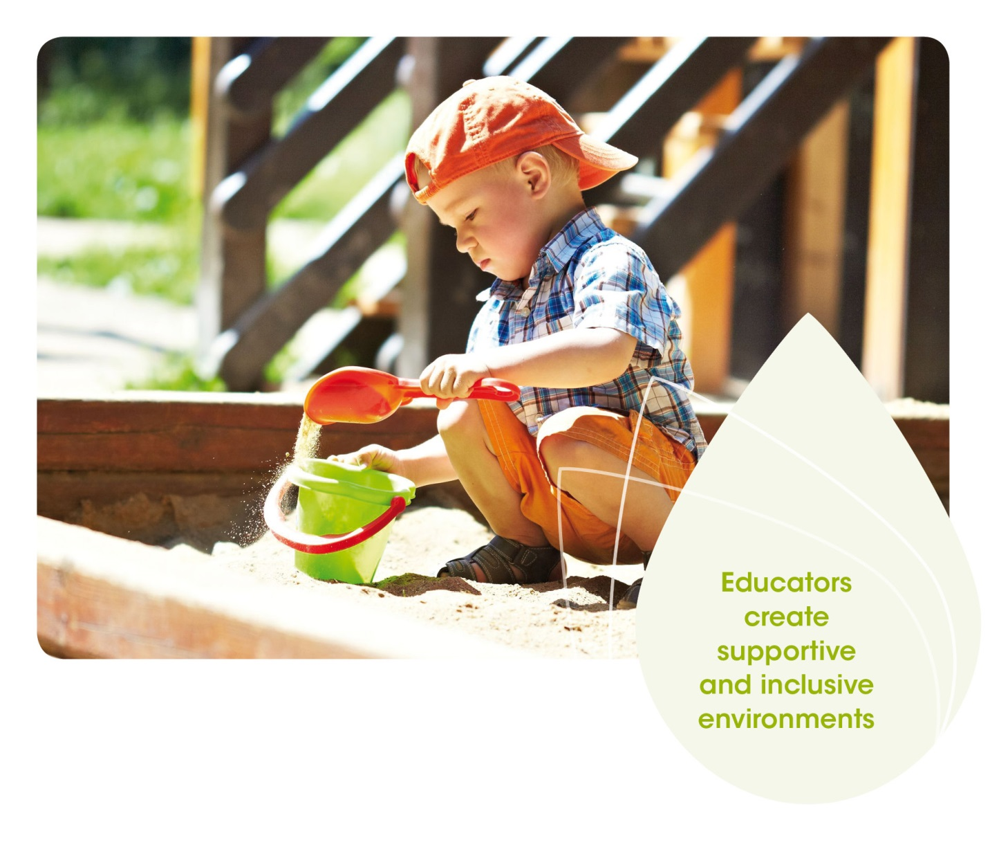 Educators
create
supportive
and inclusive
environments